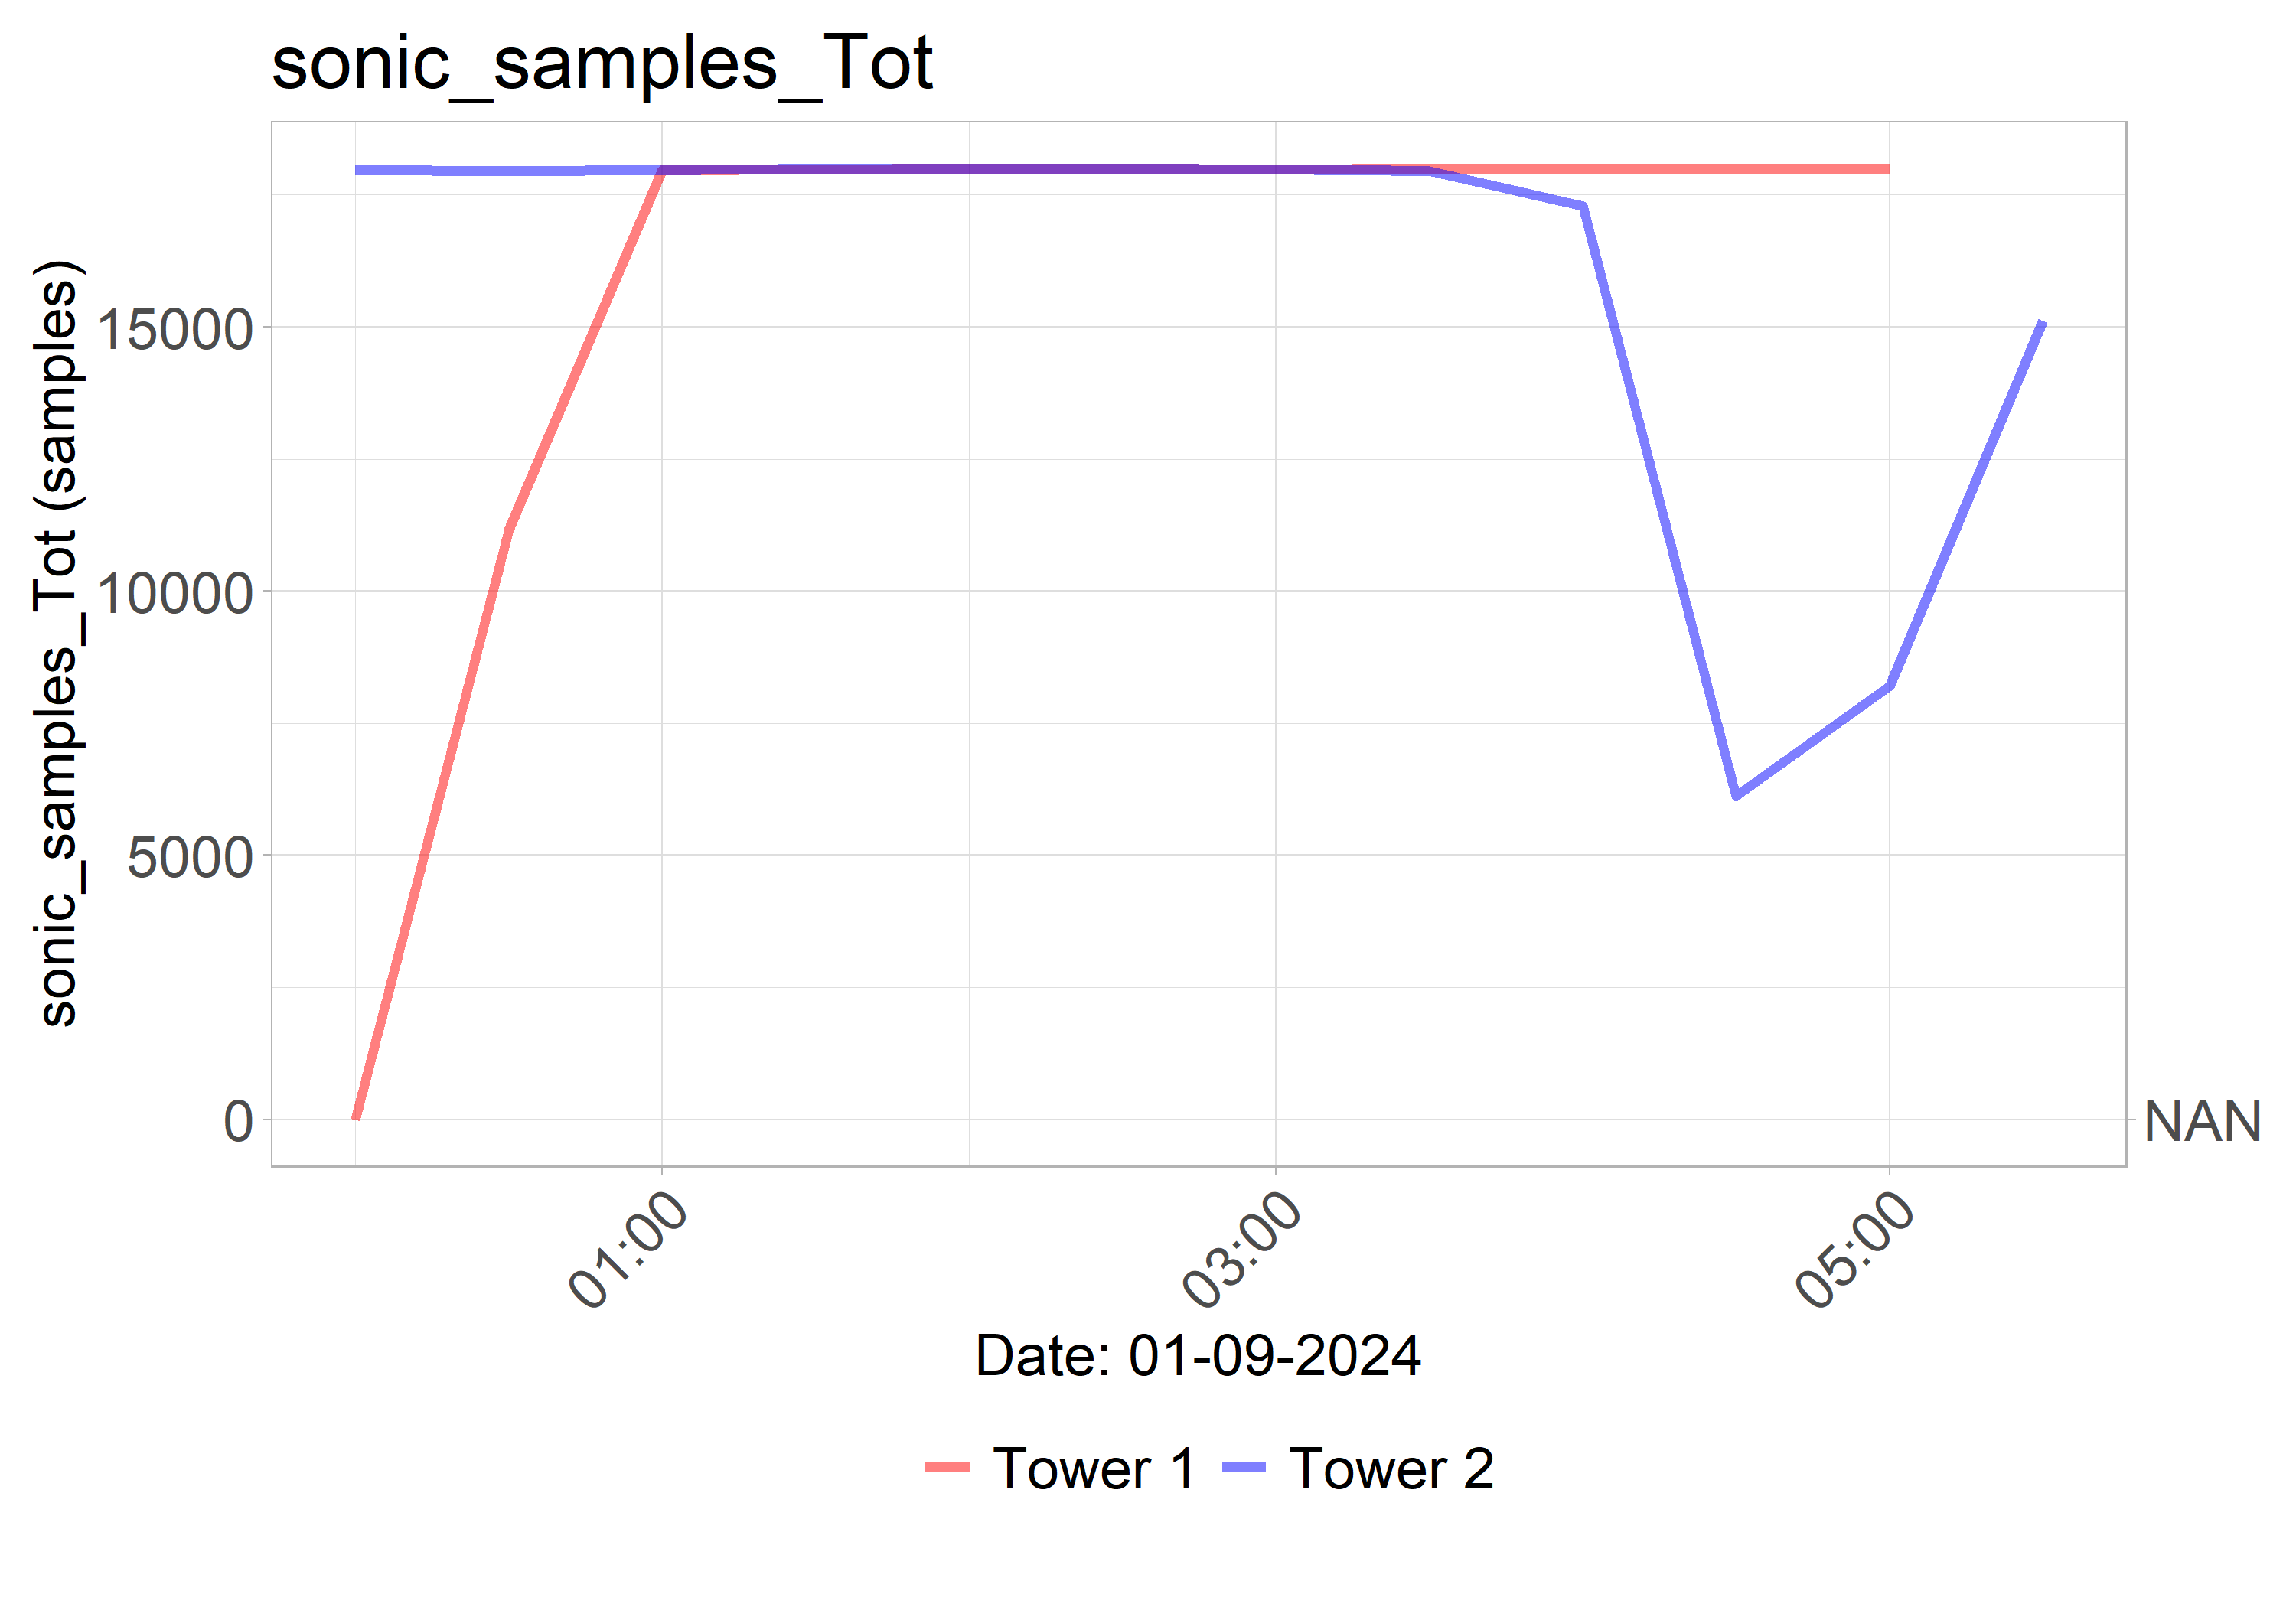 sonic_samples_Tot
sonic_samples_Tot (samples)
15000
10000
5000
0
NAN
01:00
03:00
05:00
Date: 01-09-2024
Tower 1
Tower 2